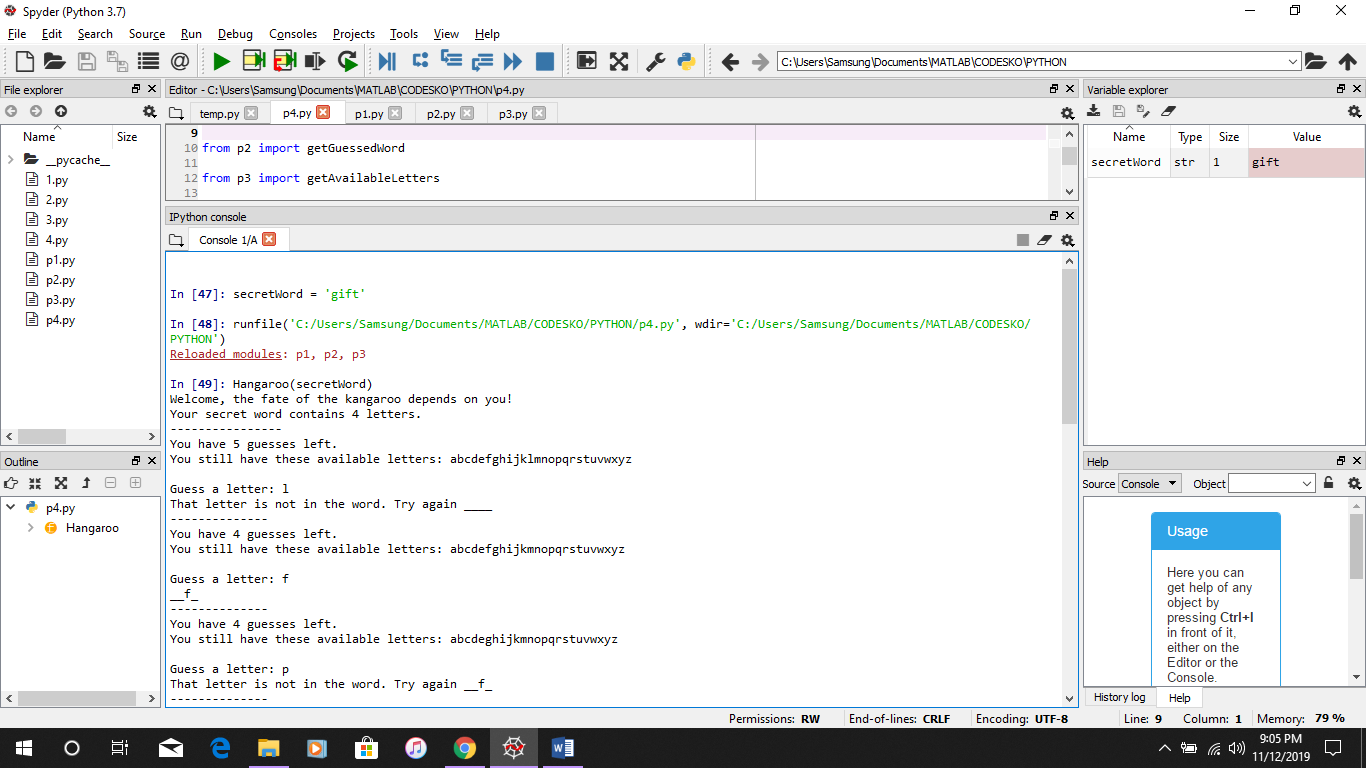 Spyder (Python 3.7)
File Edit Search Source Run Debug Consoles Projects Tools View Help
C:\Users\Samsung\Documents\MATLAB\CODESKO\PYTHON
File explorer
Name Size
__pycache__
1.py
2.py
3.py
4.py
p1.py
p2.py
p3.py
p4.py
Outline
p4.py
Hangaroo
Editor - C:\Users\Samsung\Documents\MATLAB\CODESKO\PYTHON\p4.py
temp.py p4.py p1.py p2.py p3.py
9
10 from p2 import getGuessedWord
11
12 from p3 import getAvailableLetters
13
IPython console
Console 1/A
In [47]: secretWord = 'gift'
In [48]: runfile('C:/Users/Samsung/Documents/MATLAB/CODESKO/PYTHON/p4.py', wdir='C:/Users/Samsung/Documents/MATLAB/CODESKO/
PYTHON')
Reloaded modules: p1, p2, p3
In [49]: Hangaroo(secretWord)
Welcome, the fate of the kangaroo depends on you!
Your secret word contains 4 letters.
----------------
You have 5 guesses left.
You still have these available letters: abcdefghijklmnopqrstuvwxyz
Guess a letter: l
That letter is not in the word. Try again ____
--------------
You have 4 guesses left.
You still have these available letters: abcdefghijkmnopqrstuvwxyz
Guess a letter: f
__f_
--------------
You have 4 guesses left.
You still have these available letters: abcdeghijkmnopqrstuvwxyz
Guess a letter: p
That letter is not in the word. Try again __f_
--------------
Variable explorer
Name Type Size Value
secretWord str 1 gift
Help
Source Console Object
Usage
Here you can
get help of any
object by
pressing Ctrl+I
in front of it,
either on the
Editor or the
Console.
History log Help
Permissions: RW End-of-lines: CRLF Encoding: UTF-8 Line: 9 Column: 1 Memory: 79 %
9:05 PM
11/12/2019